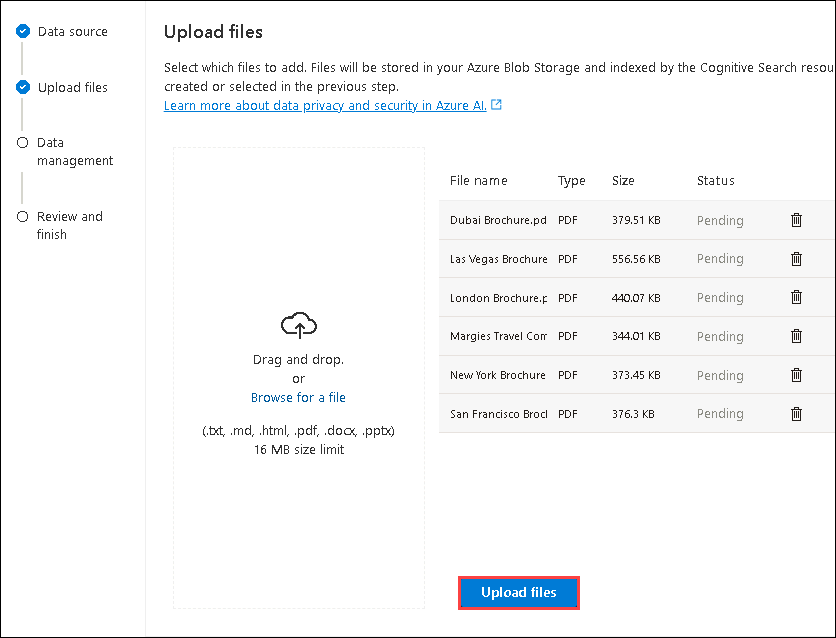 Data source
Upload files
Data
management
Review and
finish
Upload files
Select which files to add. Files will be stored in your Azure Blob Storage and indexed by the Cognitive Search resou
created or selected in the previous step.
Learn more about data privacy and security in Azure AI.
Drag and drop.
or
Browse for a file
(.txt, .md, .html, .pdf, .docx, .pptx)
16 MB size limit
File name Type Size Status
Dubai Brochure.pd PDF 379.51 KB Pending
Las Vegas Brochure PDF 556.56 KB Pending
London Brochure.p PDF 440.07 KB Pending
Margies Travel Com PDF 344.01 KB Pending
New York Brochure PDF 373.45 KB Pending
San Francisco Brocl PDF 376.3 KB Pending
Upload files